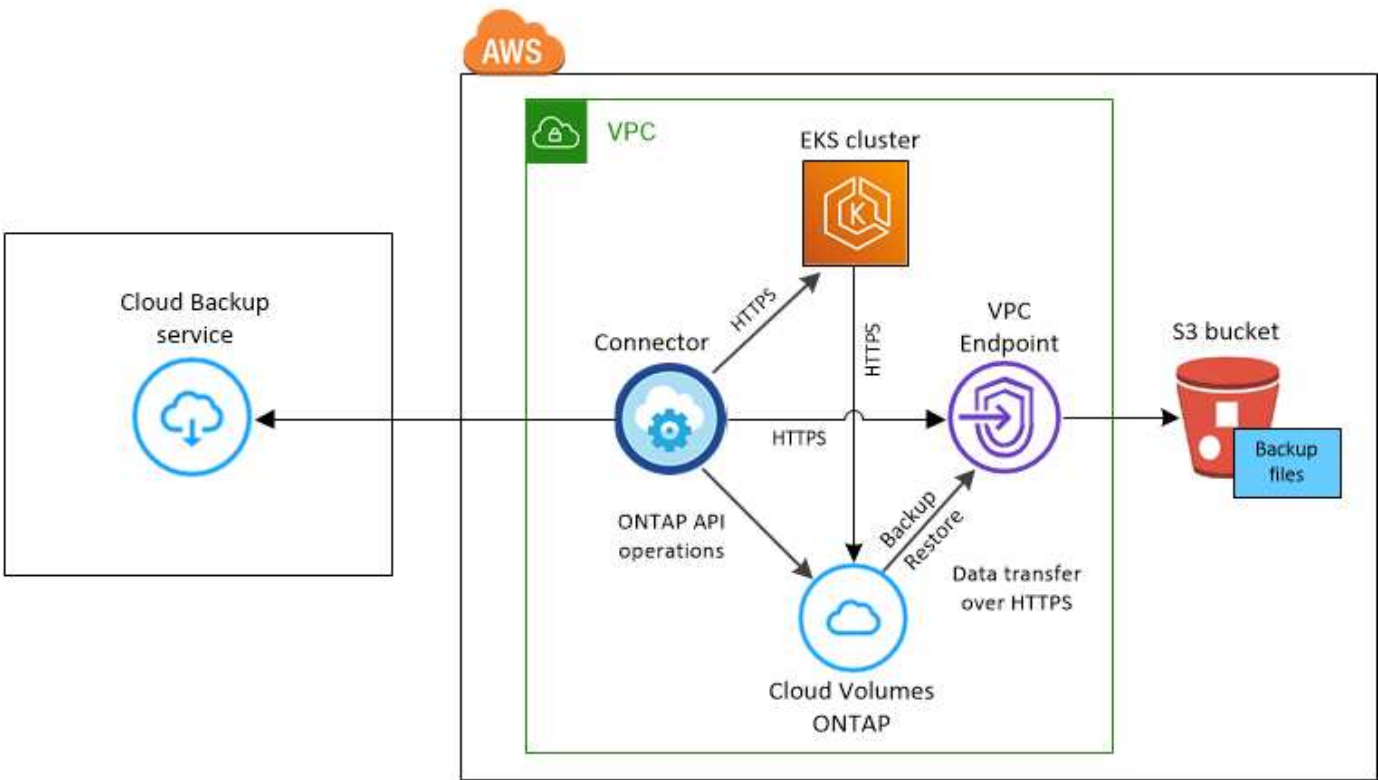 AWS
VPC
EKS cluster
Cloud Backup
service
Connector
HTTPS
HTTPS
VPC
Endpoint
S3 bucket
HTTPS
Backup
files
ONTAP API
operations
Backup
Restore
Data transfer
over HTTPS
Cloud Volumes
ONTAP
K